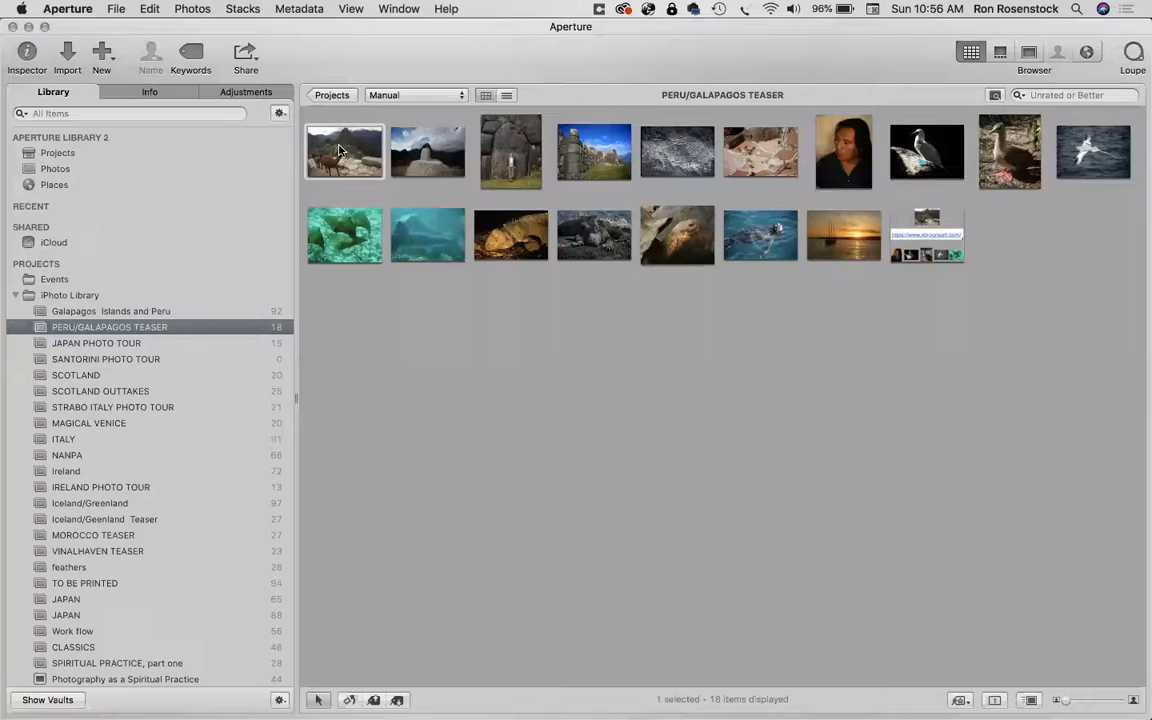 Aperture File Edit Photos Stacks Metadata View Window Help 96% Sun 10:56 AM Ron Rosenstock
Aperture
Inspector Import New Name Keywords Share Browser Loupe
Library Info Adjustments
Projects Manual PERU/GALAPAGOS TEASER Unrated or Better
All Items
APERTURE LIBRARY 2
Projects
Photos
Places
RECENT
SHARED
iCloud
PROJECTS
Events
iPhoto Library
Galapagos Islands and Peru 92
PERU/GALAPAGOS TEASER 18
JAPAN PHOTO TOUR 15
SANTORINI PHOTO TOUR 0
SCOTLAND 20
SCOTLAND OUTTAKES 25
STRABO ITALY PHOTO TOUR 21
MAGICAL VENICE 20
ITALY 91
NANPA 66
Ireland 72
IRELAND PHOTO TOUR 13
Iceland/Greenland 97
Iceland/Geenland Teaser 27
MOROCCO TEASER 27
VINALHAVEN TEASER 23
feathers 28
TO BE PRINTED 94
JAPAN 65
JAPAN 88
Work flow 56
CLASSICS 46
SPIRITUAL PRACTICE, part one 28
Photography as a Spiritual Practice 44
Show Vaults 1 selected - 18 items displayed